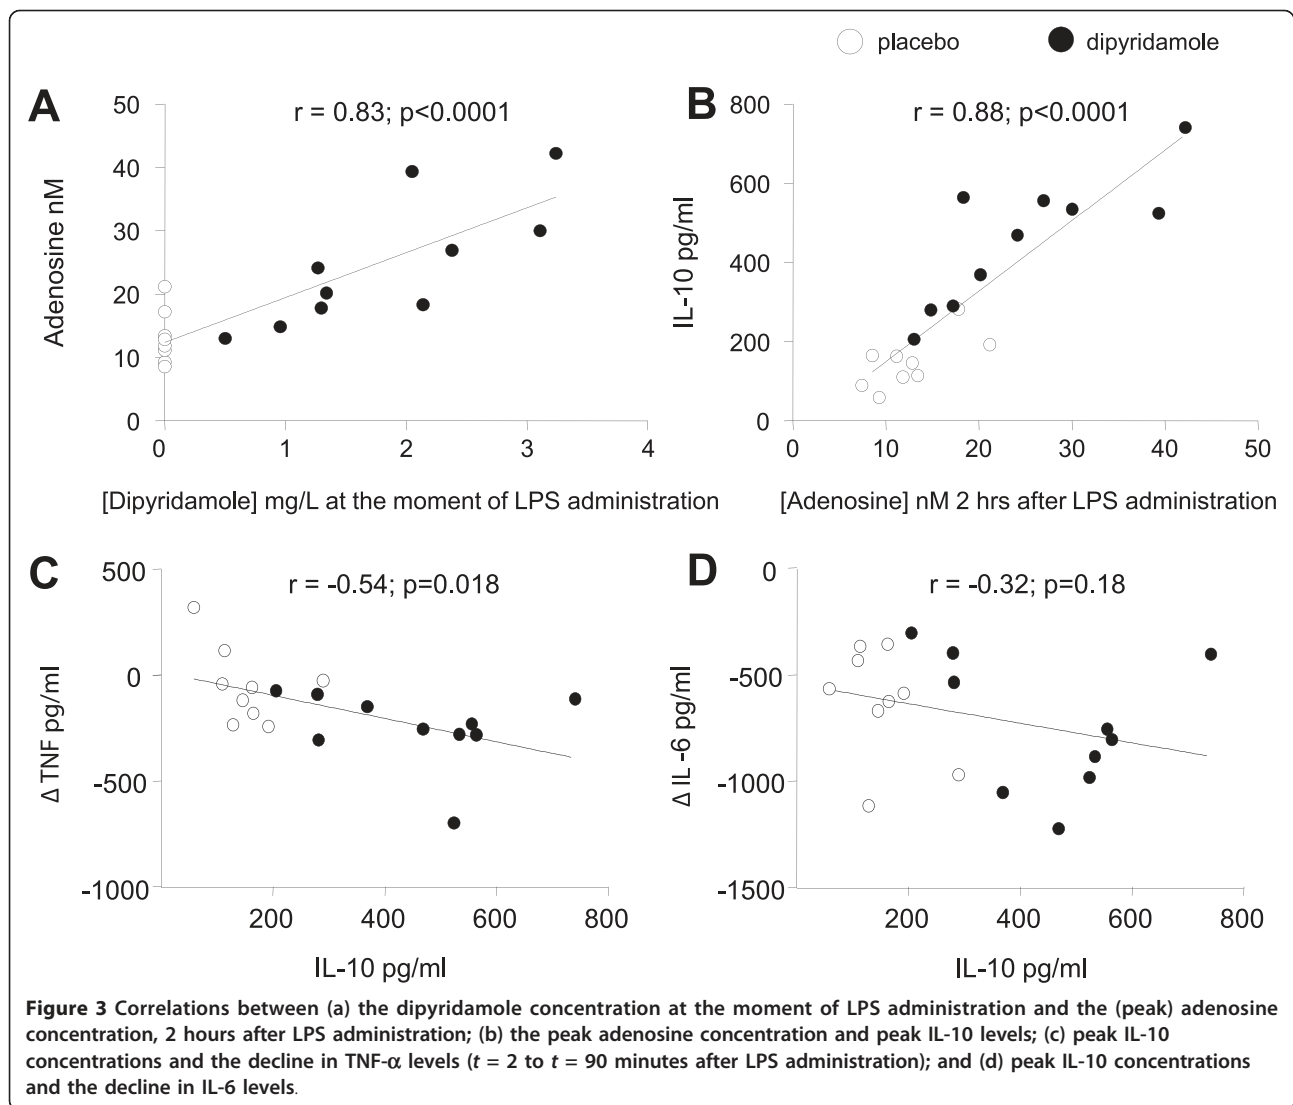 placebo
dipyridamole
A
r = 0.83; p<0.0001
Adenosine nM
50
40
30
20
10
0
0 1 2 3 4
[Dipyridamole] mg/L at the moment of LPS administration
B
r = 0.88; p<0.0001
IL-10 pg/ml
800
600
400
200
0
0 10 20 30 40 50
[Adenosine] nM 2 hrs after LPS administration
C
r = -0.54; p=0.018
Δ TNF pg/ml
500
0
-500
-1000
200 400 600 800
IL-10 pg/ml
D
r = -0.32; p=0.18
Δ IL -6 pg/ml
0
-500
-1000
-1500
200 400 600 800
IL-10 pg/ml
Figure 3 Correlations between (a) the dipyridamole concentration at the moment of LPS administration and the (peak) adenosine
concentration, 2 hours after LPS administration; (b) the peak adenosine concentration and peak IL-10 levels; (c) peak IL-10
concentrations and the decline in TNF-α levels (t = 2 to t = 90 minutes after LPS administration); and (d) peak IL-10 concentrations
and the decline in IL-6 levels.